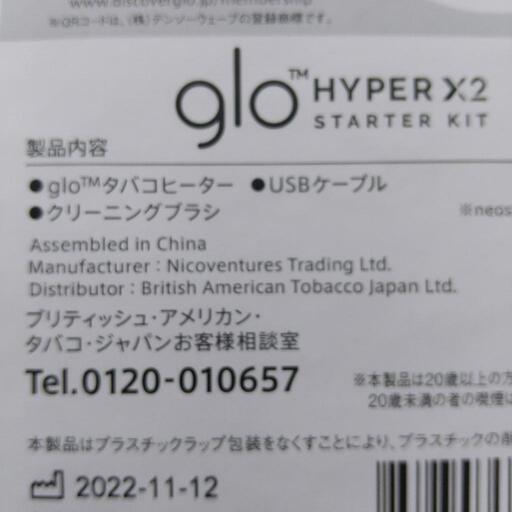 www.discoverglo.jp/membership
※QRコードは、(株)デンソーウェーブの登録商標です。
glo™ HYPER X2
STARTER KIT
製品内容
●glo™タバコヒーター ●USBケーブル
●クリーニングブラシ ※neos
Assembled in China
Manufacturer : Nicoventures Trading Ltd.
Distributor : British American Tobacco Japan Ltd.
ブリティッシュ・アメリカン・
タバコ・ジャパンお客様相談室
Tel.0120-010657
※本製品は20歳以上の方
20歳未満の者の喫煙は
本製品はプラスチックラップ包装をなくすことにより、プラスチックの削
2022-11-12